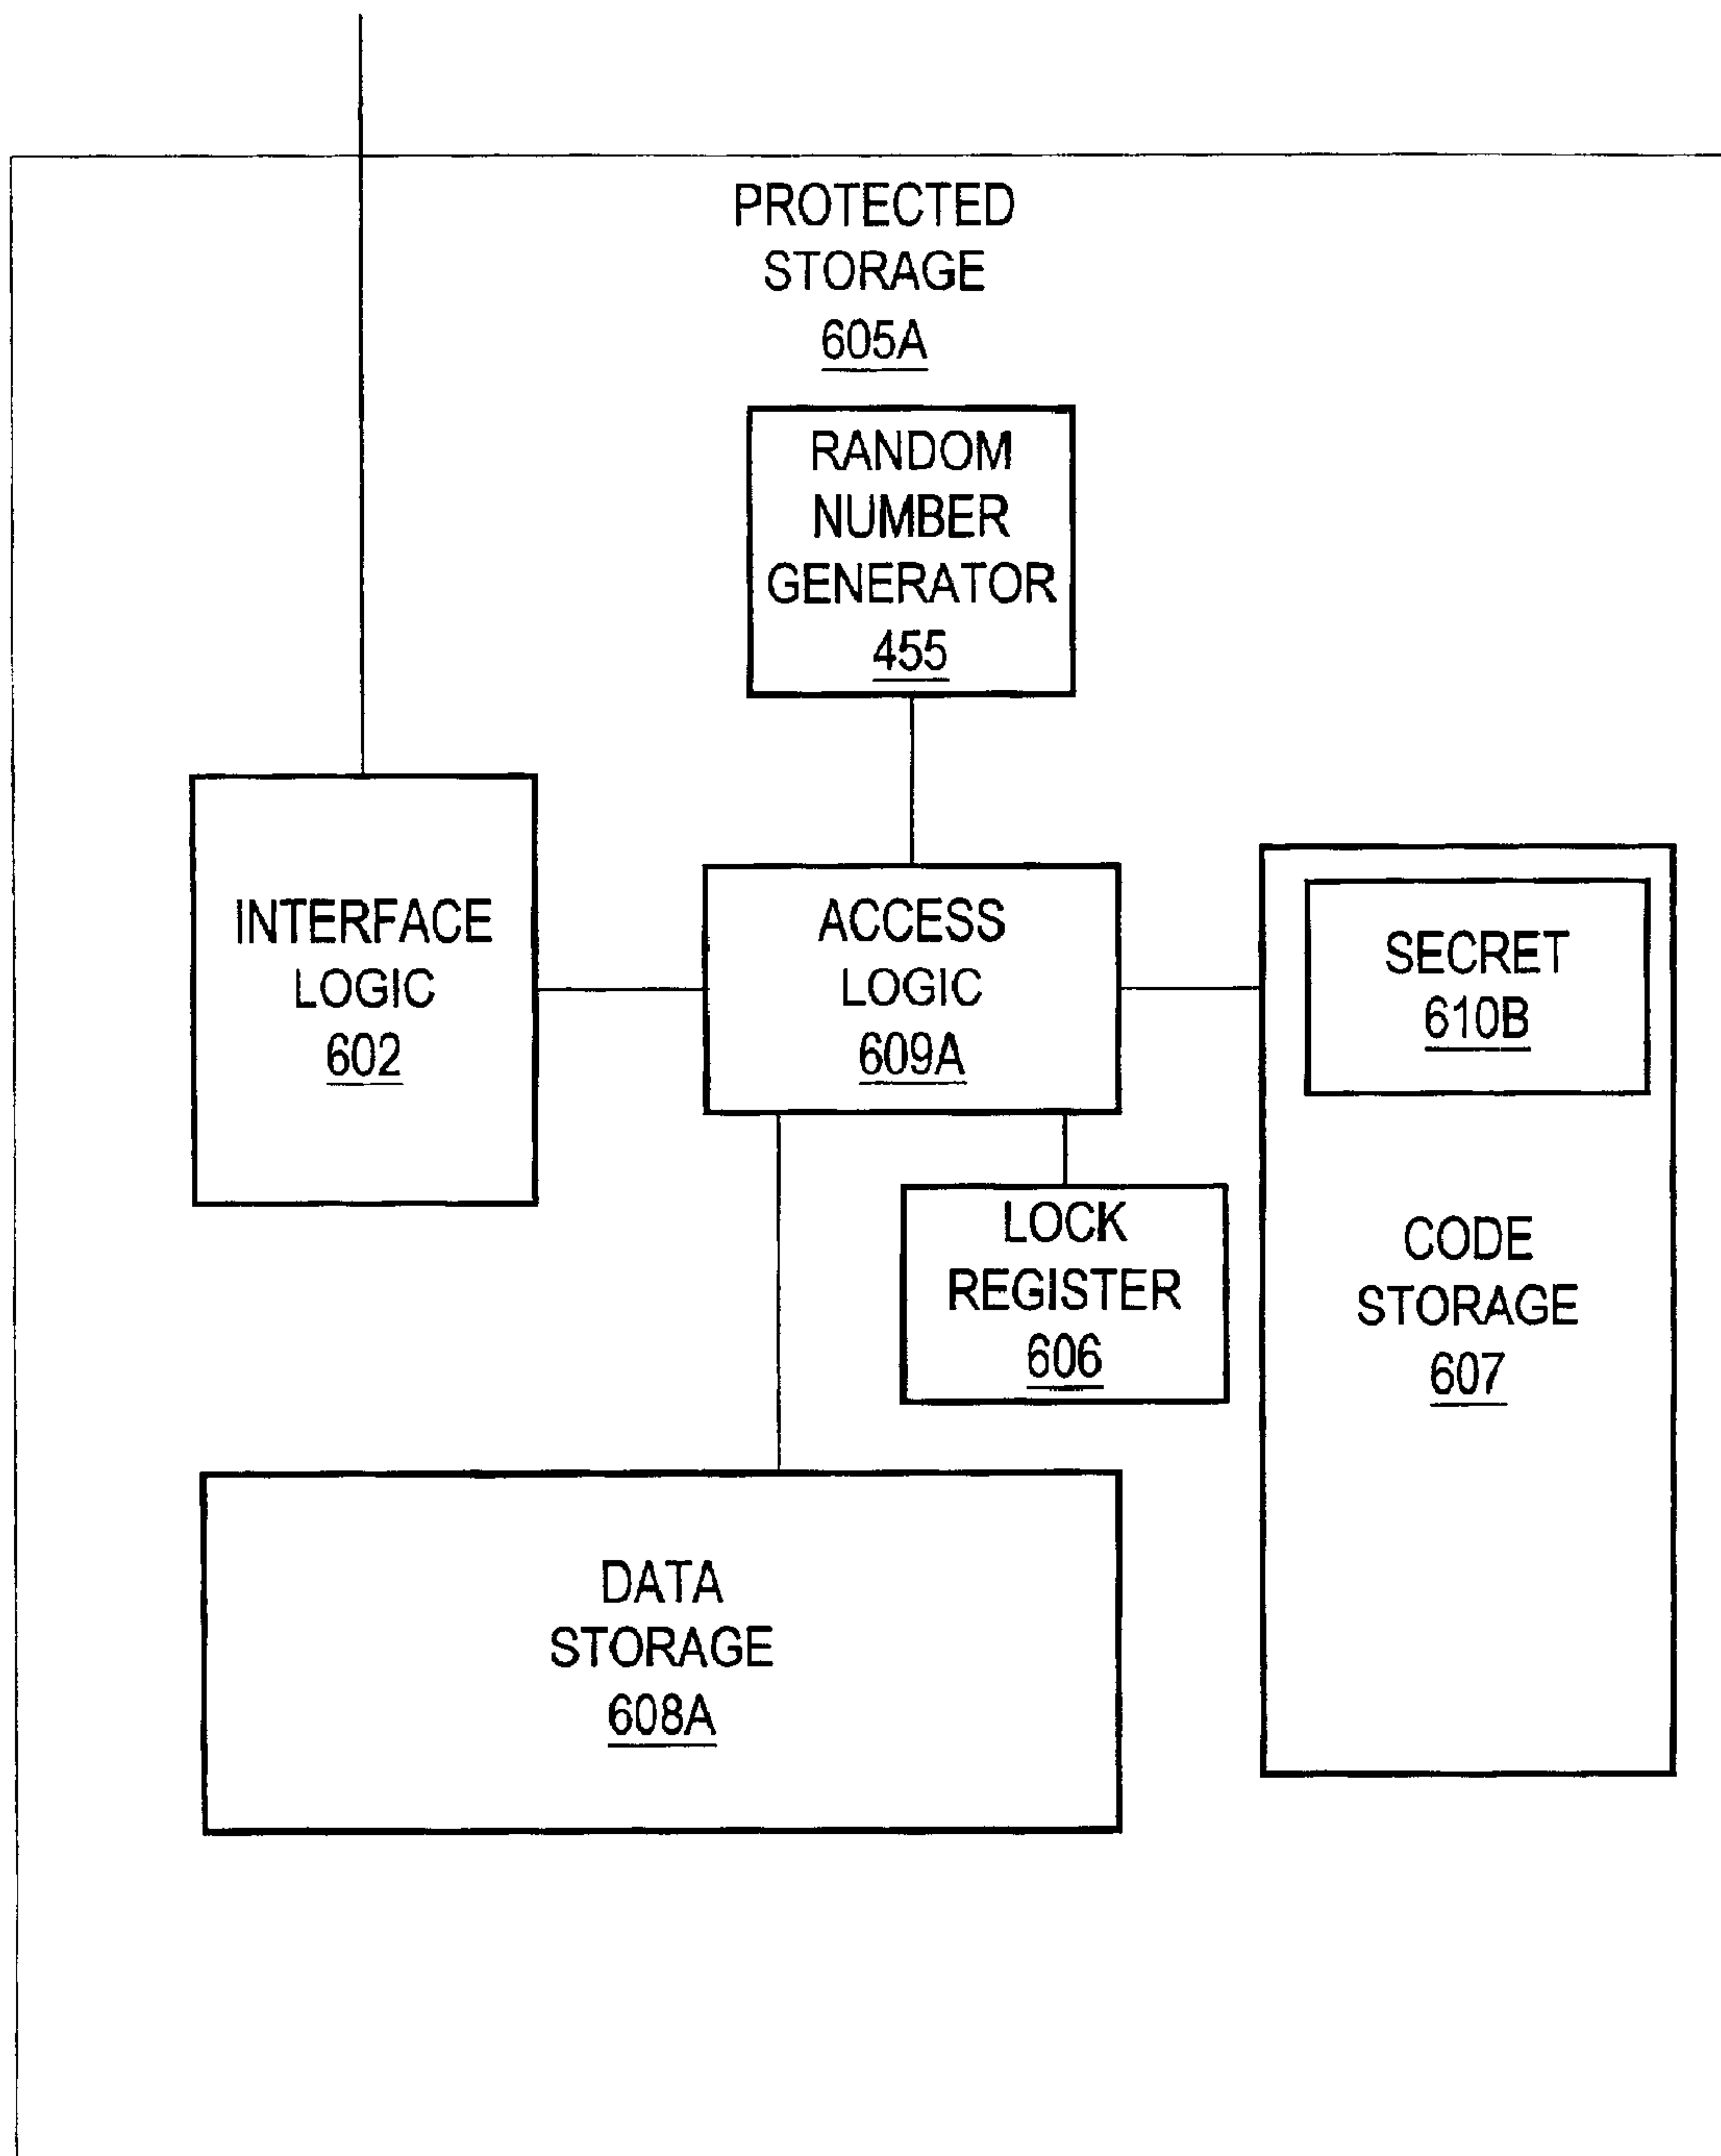 PROTECTED
STORAGE
605A
RANDOM
NUMBER
GENERATOR
455
INTERFACE
LOGIC
602
ACCESS
LOGIC
609A
SECRET
610B
LOCK
REGISTER
606
CODE
STORAGE
607
DATA
STORAGE
608A